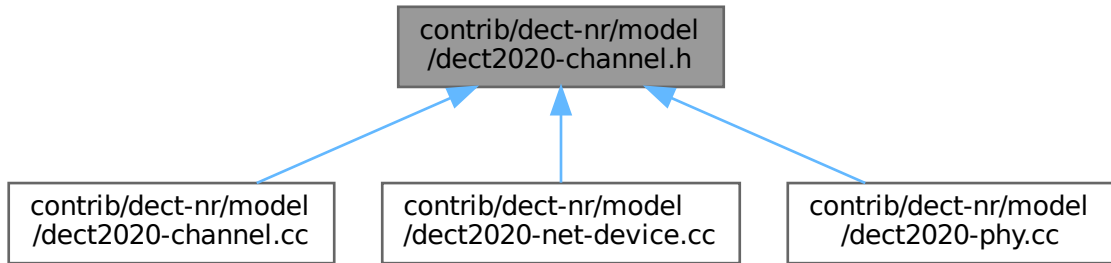 contrib/dect-nr/model
/dect2020-channel.h
contrib/dect-nr/model
/dect2020-channel.cc
contrib/dect-nr/model
/dect2020-net-device.cc
contrib/dect-nr/model
/dect2020-phy.cc